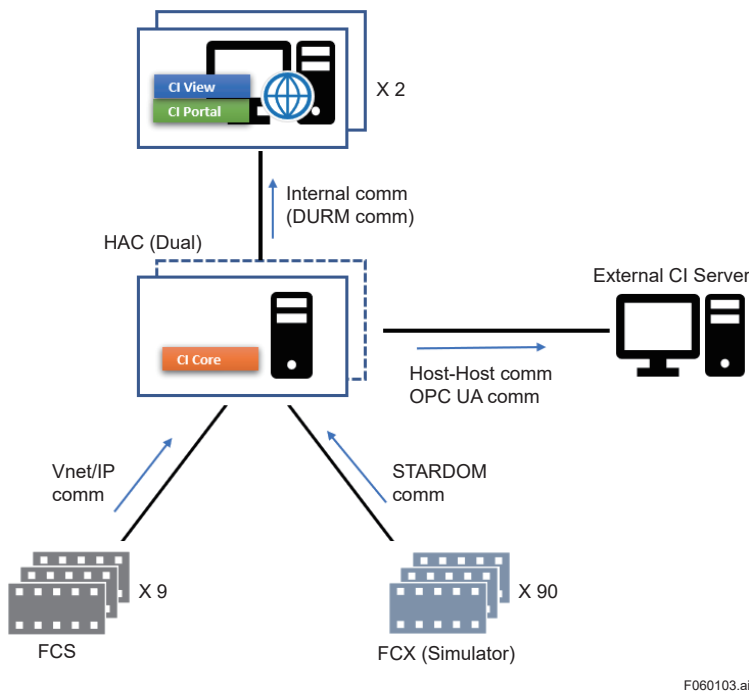 CI View
CI Portal
X 2
Internal comm
(DURM comm)
HAC (Dual)
External CI Server
CI Core
Host-Host comm
OPC UA comm
Vnet/IP
comm
STARDOM
comm
X 9
X 90
FCS
FCX (Simulator)
F060103.ai